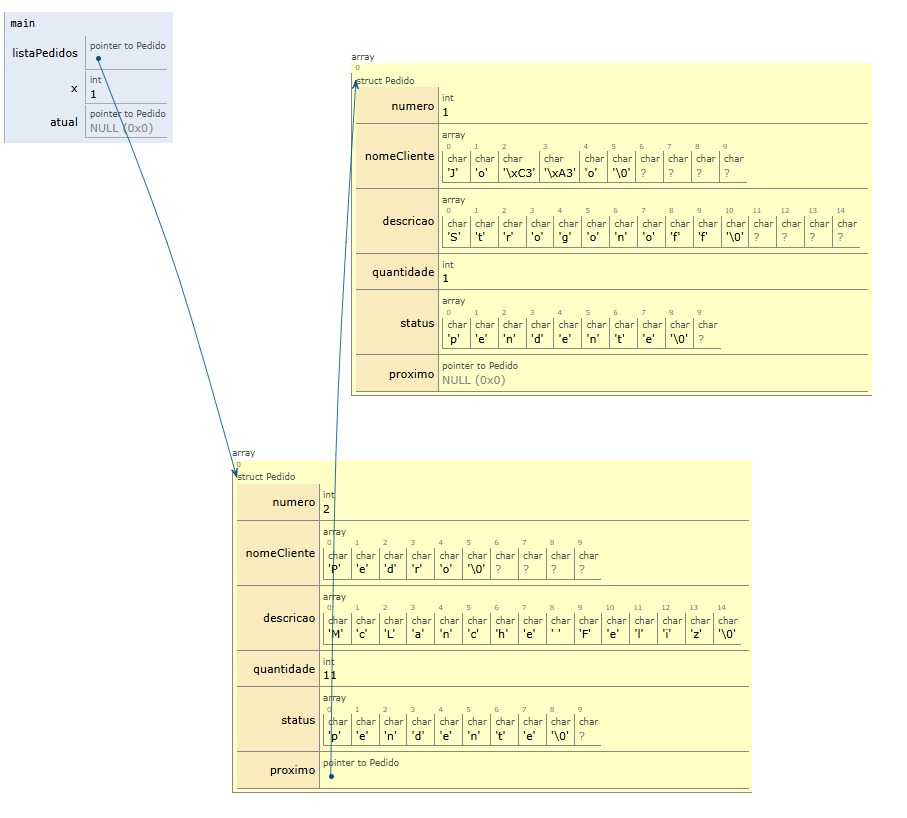 main
listaPedidos pointer to Pedido
x int
1
atual pointer to Pedido
NULL (0x0)
array
0
struct Pedido
numero int
1
nomeCliente array
0 1 2 3 4 5 6 7 8 9
char char char char char char char char char char
'J' 'o' '\xC3' '\xA3' 'o' '\0' ? ? ? ?
descricao array
0 1 2 3 4 5 6 7 8 9 10 11 12 13 14
char char char char char char char char char char char char char char char
'S' 't' 'r' 'o' 'g' 'o' 'n' 'o' 'f' 'f' '\0' ? ? ? ?
quantidade int
1
status array
0 1 2 3 4 5 6 7 8 9
char char char char char char char char char char
'p' 'e' 'n' 'd' 'e' 'n' 't' 'e' '\0' ?
proximo pointer to Pedido
NULL (0x0)
array
0
struct Pedido
numero int
2
nomeCliente array
0 1 2 3 4 5 6 7 8 9
char char char char char char char char char char
'P' 'e' 'd' 'r' 'o' '\0' ? ? ? ?
descricao array
0 1 2 3 4 5 6 7 8 9 10 11 12 13 14
char char char char char char char char char char char char char char char
'M' 'c' 'L' 'a' 'n' 'c' 'h' 'e' ' ' 'F' 'e' 'l' 'i' 'z' '\0'
quantidade int
11
status array
0 1 2 3 4 5 6 7 8 9
char char char char char char char char char char
'p' 'e' 'n' 'd' 'e' 'n' 't' 'e' '\0' ?
proximo pointer to Pedido